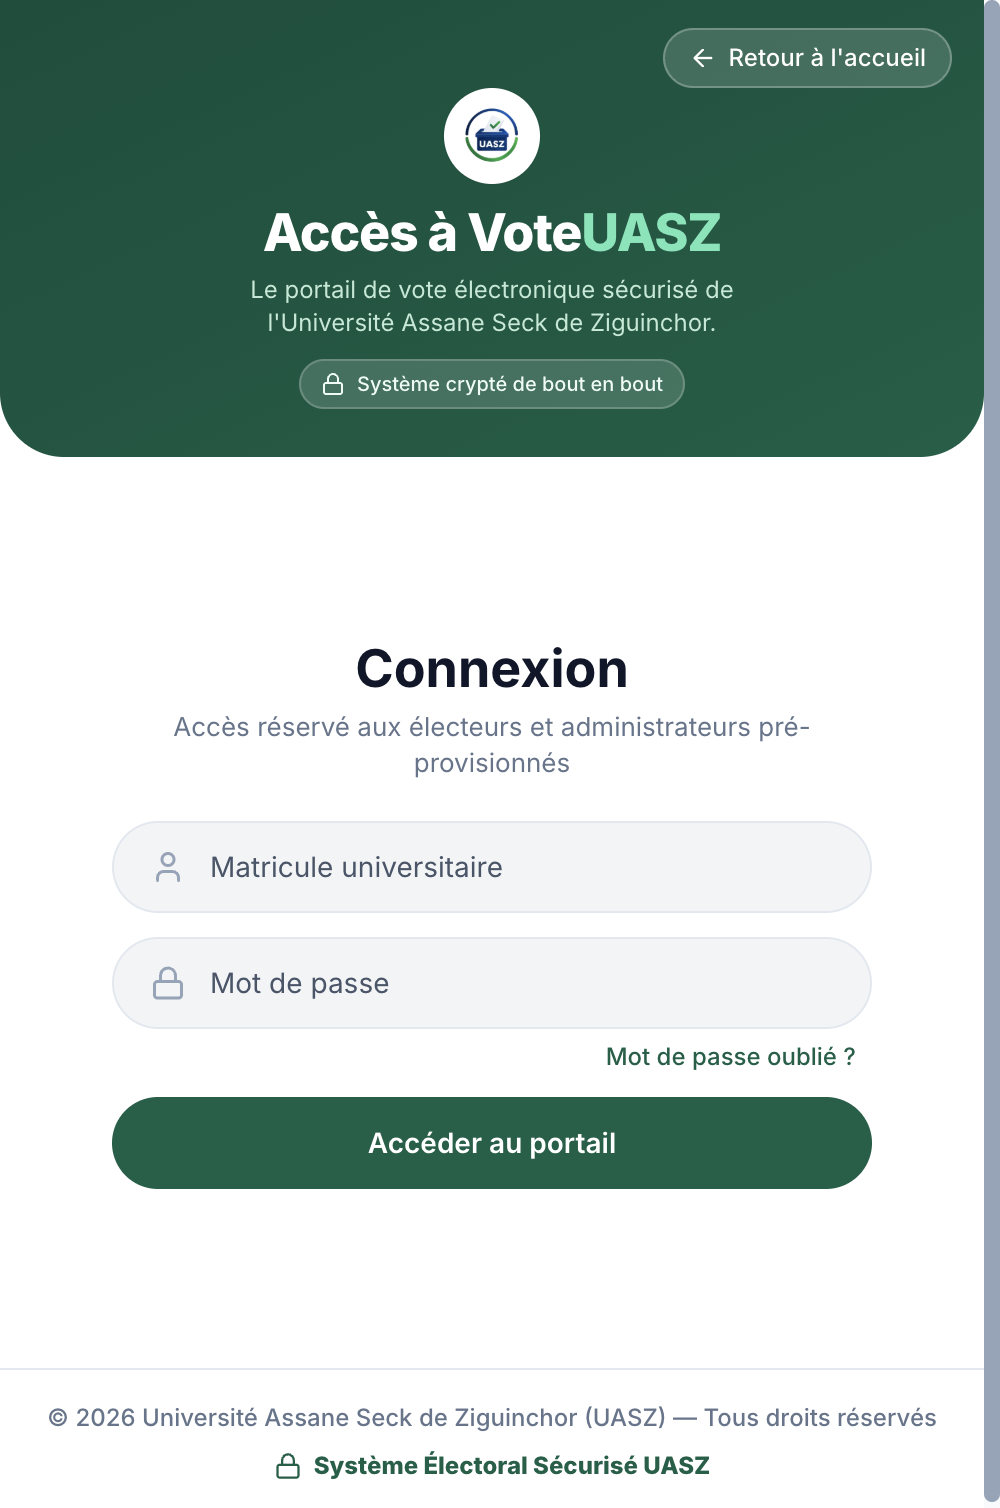 Retour à l'accueil
UASZ
Accès à VoteUASZ
Le portail de vote électronique sécurisé de
l'Université Assane Seck de Ziguinchor.
Système crypté de bout en bout
Connexion
Accès réservé aux électeurs et administrateurs pré-
provisionnés
Matricule universitaire
Mot de passe
Mot de passe oublié ?
Accéder au portail
© 2026 Université Assane Seck de Ziguinchor (UASZ) — Tous droits réservés
Système Électoral Sécurisé UASZ